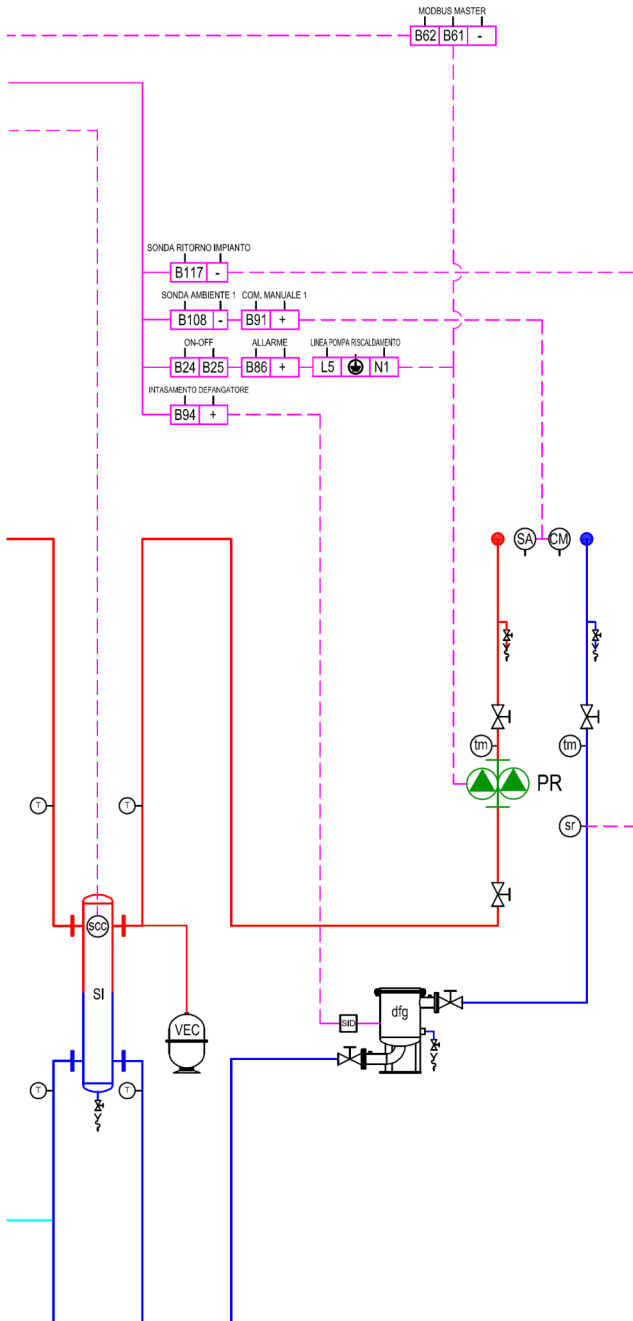 MODBUS MASTER
B62 B61 -
SONDA RITORNO IMPIANTO
B117 -
SONDA AMBIENTE 1 COM. MANUALE 1
B108 - B91 +
ON-OFF ALLARME LINEA POMPA RISCALDAMENTO
B24 B25 B86 + L5 N1
INTASAMENTO DEFANGATORE
B94 +
SA CM
tm tm
PR
T T
sr
scc
SI
dfg
SID
VEC
T T